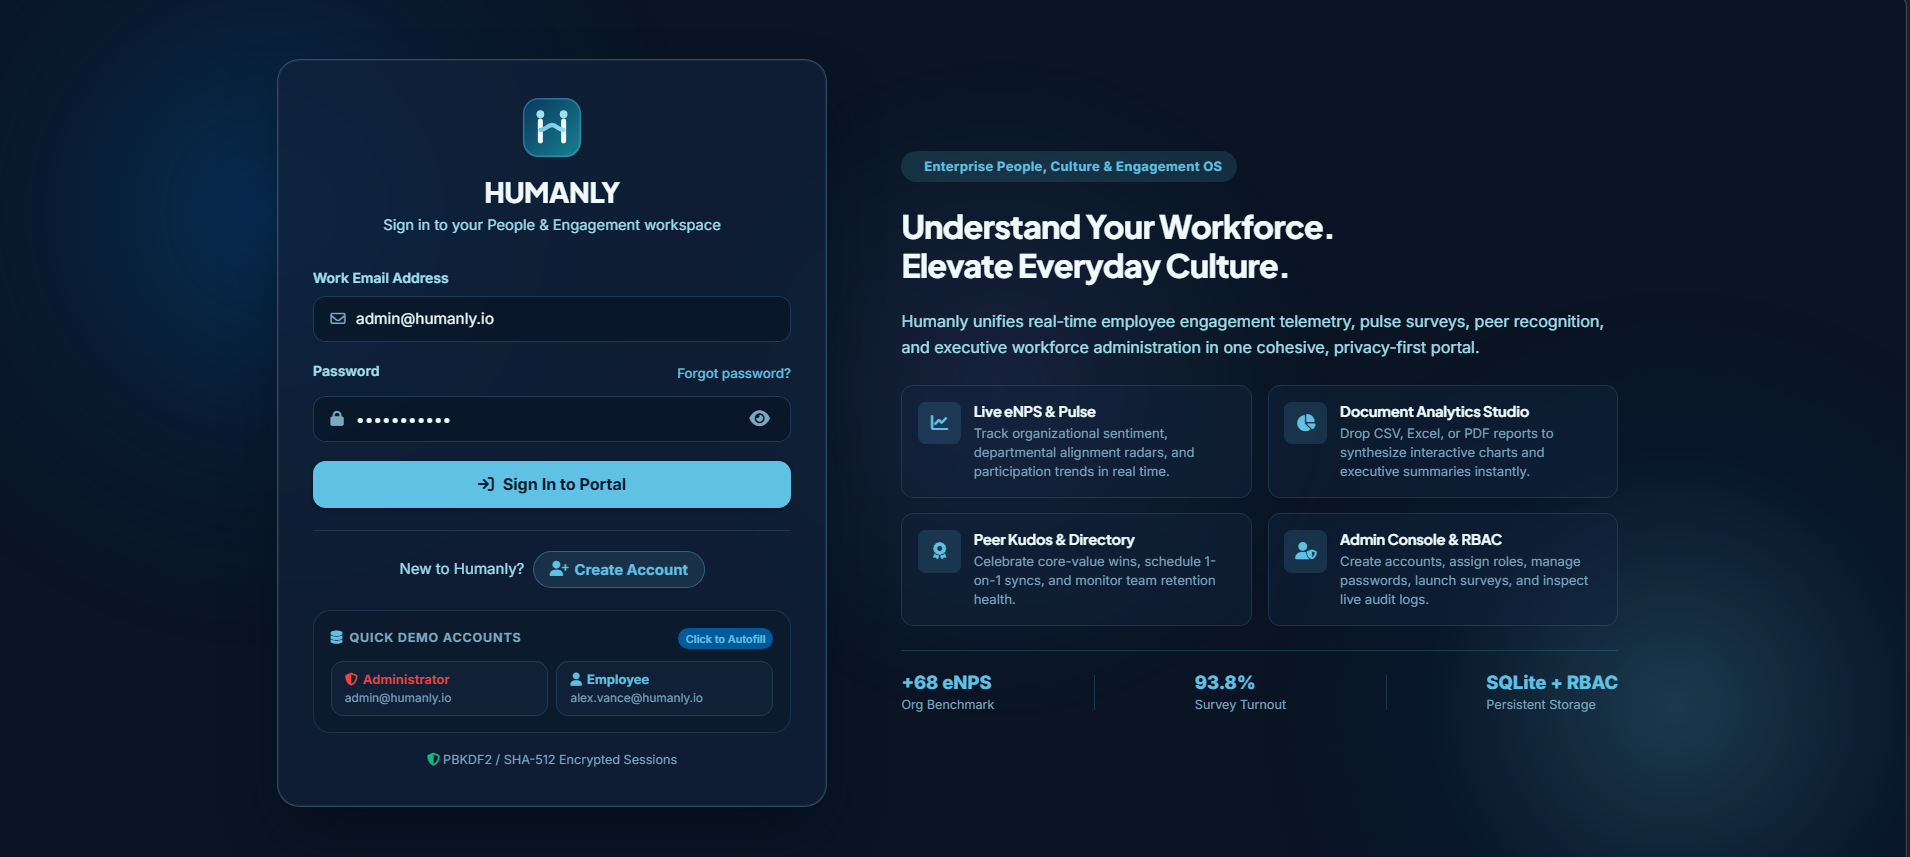 HUMANLY
Sign in to your People & Engagement workspace
Work Email Address
admin@humanly.io
Password
Forgot password?
•••••••••••
Sign In to Portal
New to Humanly?
Create Account
QUICK DEMO ACCOUNTS
Click to Autofill
Administrator
admin@humanly.io
Employee
alex.vance@humanly.io
PBKDF2 / SHA-512 Encrypted Sessions
Enterprise People, Culture & Engagement OS
Understand Your Workforce.
Elevate Everyday Culture.
Humanly unifies real-time employee engagement telemetry, pulse surveys, peer recognition,
and executive workforce administration in one cohesive, privacy-first portal.
Live eNPS & Pulse
Track organizational sentiment,
departmental alignment radars, and
participation trends in real time.
Document Analytics Studio
Drop CSV, Excel, or PDF reports to
synthesize interactive charts and
executive summaries instantly.
Peer Kudos & Directory
Celebrate core-value wins, schedule 1-
on-1 syncs, and monitor team retention
health.
Admin Console & RBAC
Create accounts, assign roles, manage
passwords, launch surveys, and inspect
live audit logs.
+68 eNPS
Org Benchmark
93.8%
Survey Turnout
SQLite + RBAC
Persistent Storage